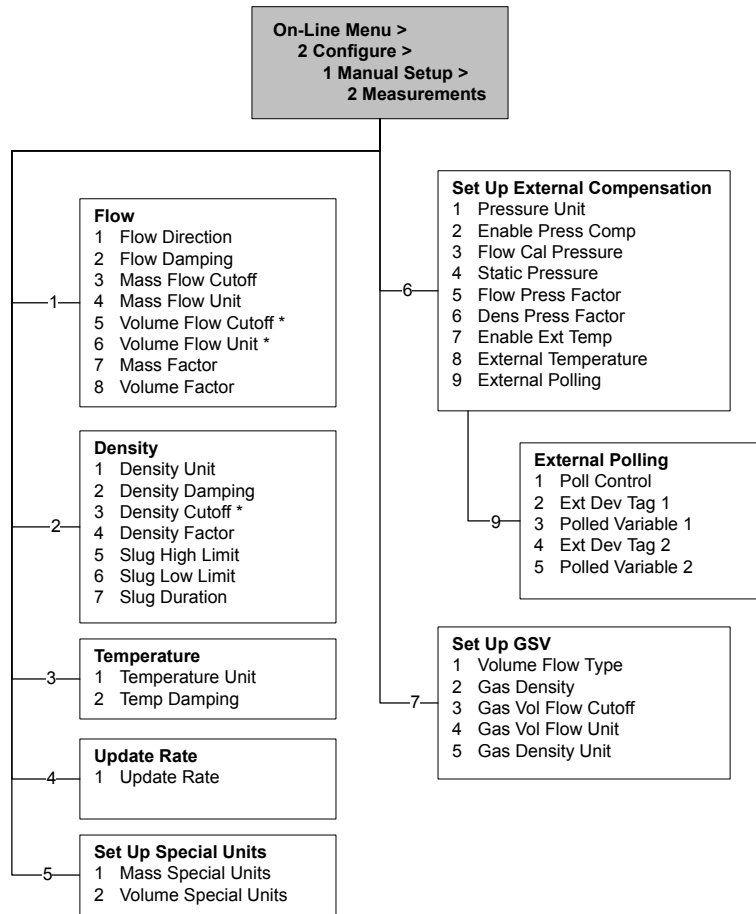 On-Line Menu >
2 Configure >
1 Manual Setup >
2 Measurements
1
Flow
1 Flow Direction
2 Flow Damping
3 Mass Flow Cutoff
4 Mass Flow Unit
5 Volume Flow Cutoff *
6 Volume Flow Unit *
7 Mass Factor
8 Volume Factor
2
Density
1 Density Unit
2 Density Damping
3 Density Cutoff *
4 Density Factor
5 Slug High Limit
6 Slug Low Limit
7 Slug Duration
3
Temperature
1 Temperature Unit
2 Temp Damping
4
Update Rate
1 Update Rate
5
Set Up Special Units
1 Mass Special Units
2 Volume Special Units
6
Set Up External Compensation
1 Pressure Unit
2 Enable Press Comp
3 Flow Cal Pressure
4 Static Pressure
5 Flow Press Factor
6 Dens Press Factor
7 Enable Ext Temp
8 External Temperature
9 External Polling
9
External Polling
1 Poll Control
2 Ext Dev Tag 1
3 Polled Variable 1
4 Ext Dev Tag 2
5 Polled Variable 2
7
Set Up GSV
1 Volume Flow Type
2 Gas Density
3 Gas Vol Flow Cutoff
4 Gas Vol Flow Unit
5 Gas Density Unit